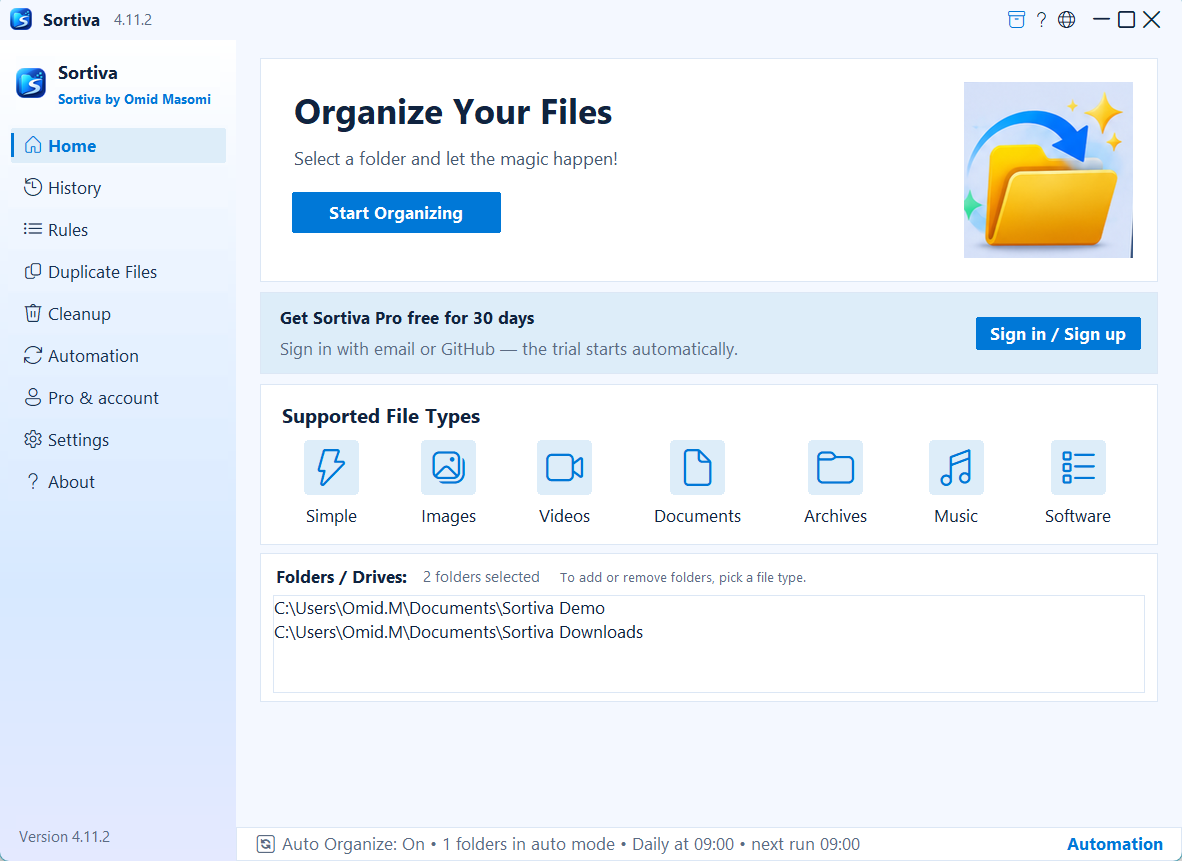 Sortiva 4.11.2
?
Sortiva
Sortiva by Omid Masomi
Home
History
Rules
Duplicate Files
Cleanup
Automation
Pro & account
Settings
? About
Version 4.11.2
Organize Your Files
Select a folder and let the magic happen!
Start Organizing
Get Sortiva Pro free for 30 days
Sign in with email or GitHub — the trial starts automatically.
Sign in / Sign up
Supported File Types
Simple
Images
Videos
Documents
Archives
Music
Software
Folders / Drives: 2 folders selected To add or remove folders, pick a file type.
C:\Users\Omid.M\Documents\Sortiva Demo
C:\Users\Omid.M\Documents\Sortiva Downloads
Auto Organize: On • 1 folders in auto mode • Daily at 09:00 • next run 09:00
Automation